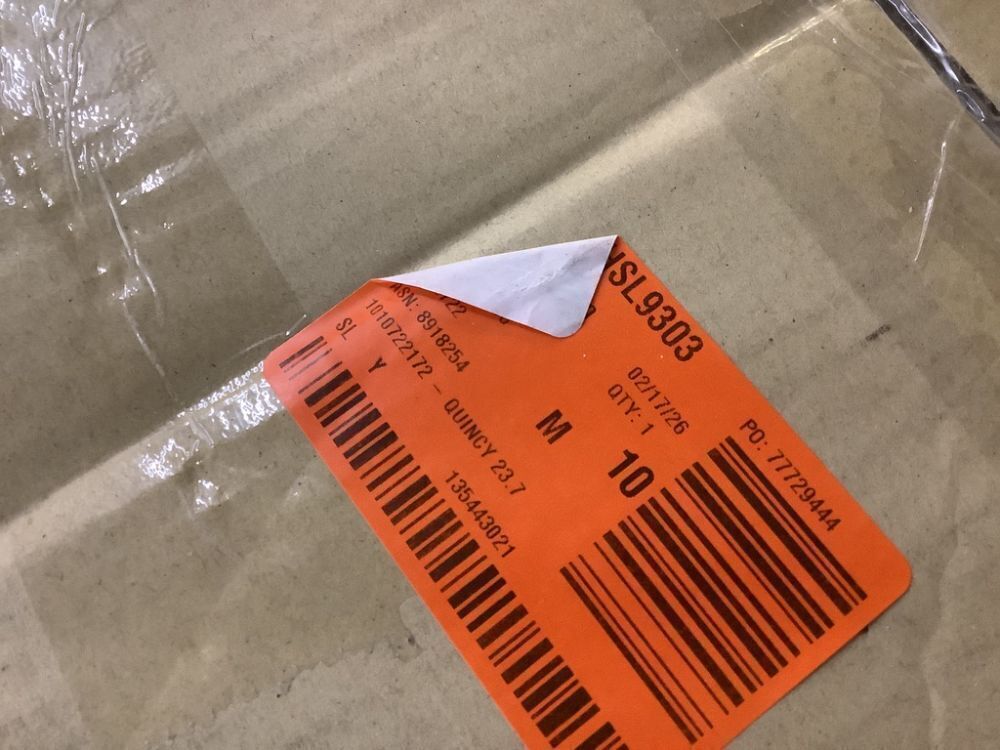 SL9303 PO: 77729444
02/17/26
QTY: 1
10
M
ASN: 8918254
1010722172 - QUINCY 23.7
SL Y 135443021